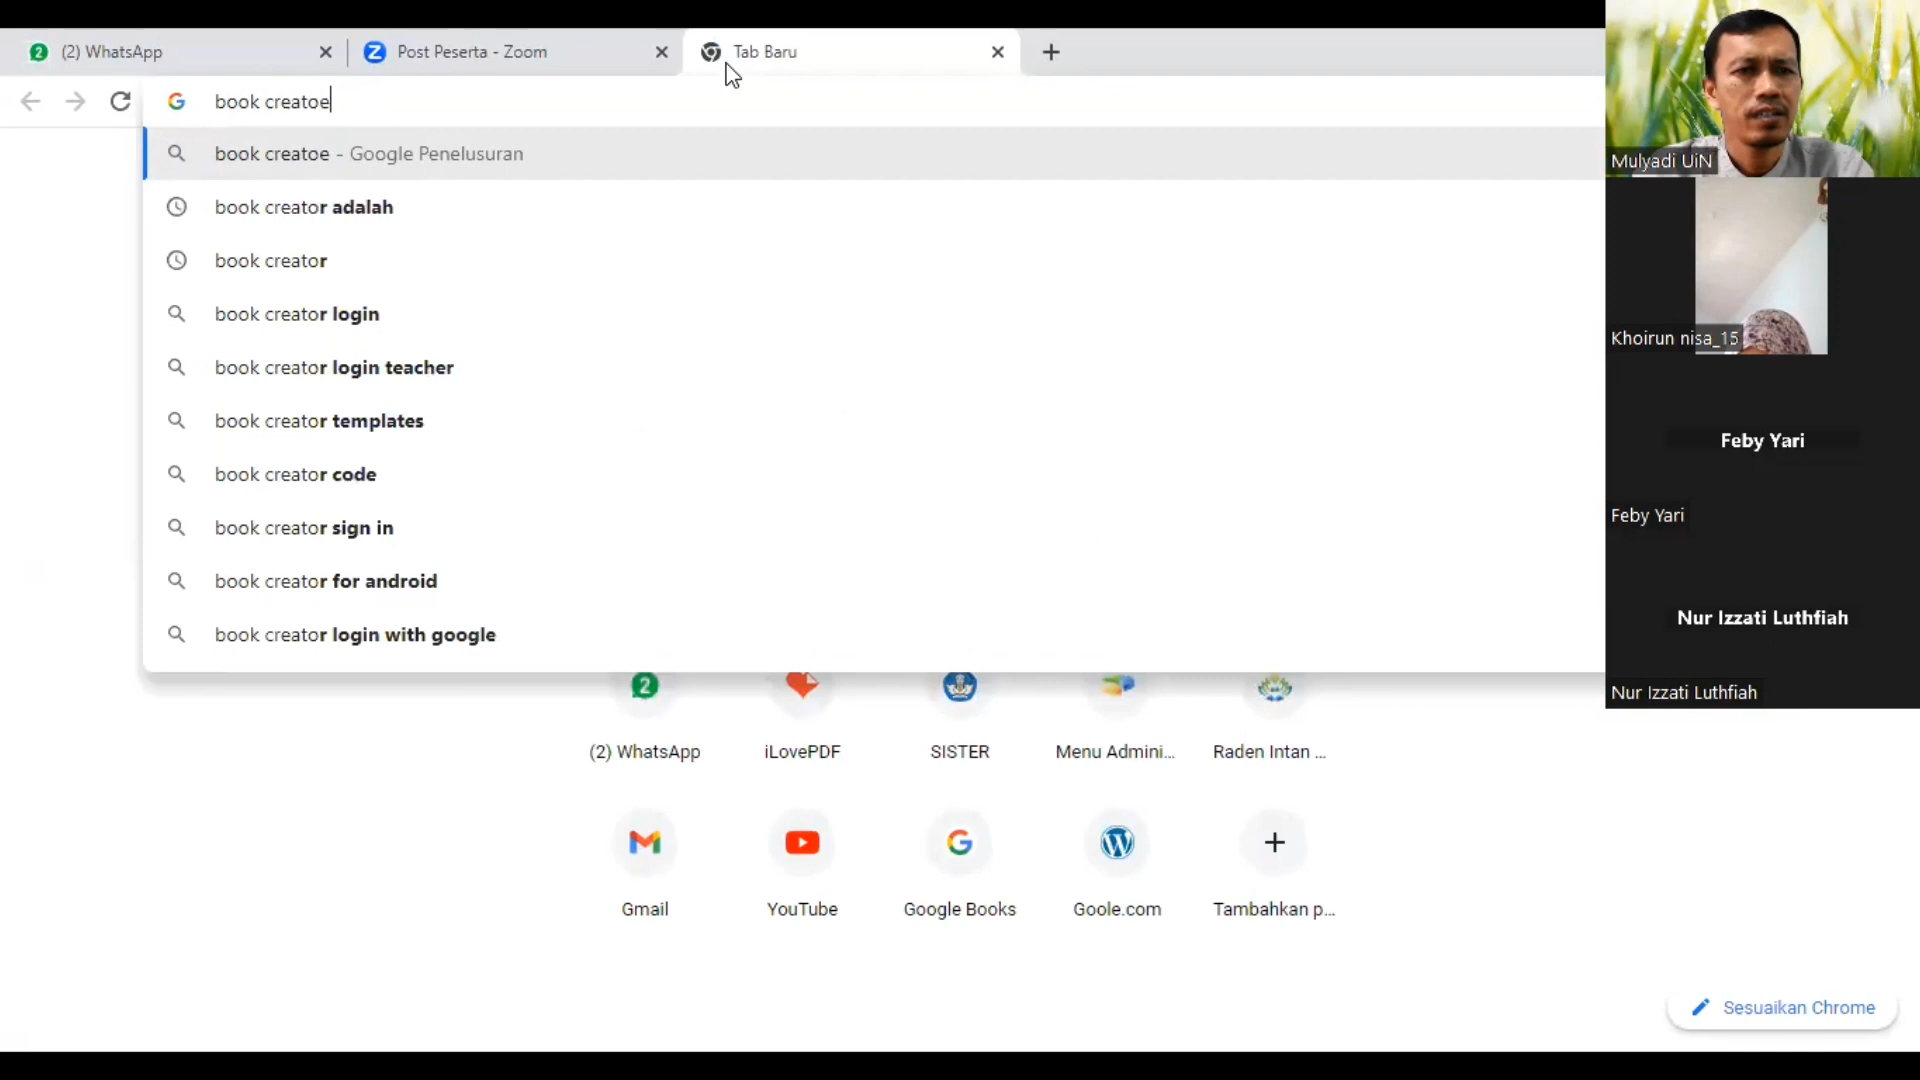 (2) WhatsApp
Post Peserta - Zoom
Tab Baru
book creatoe
book creatoe - Google Penelusuran
book creator adalah
book creator
book creator login
book creator login teacher
book creator templates
book creator code
book creator sign in
book creator for android
book creator login with google
(2) WhatsApp
iLovePDF
SISTER
Menu Admini...
Raden Intan ...
Gmail
YouTube
Google Books
Goole.com
Tambahkan p...
Sesuaikan Chrome
Mulyadi UiN
Khoirun nisa_15
Feby Yari
Feby Yari
Nur Izzati Luthfiah
Nur Izzati Luthfiah